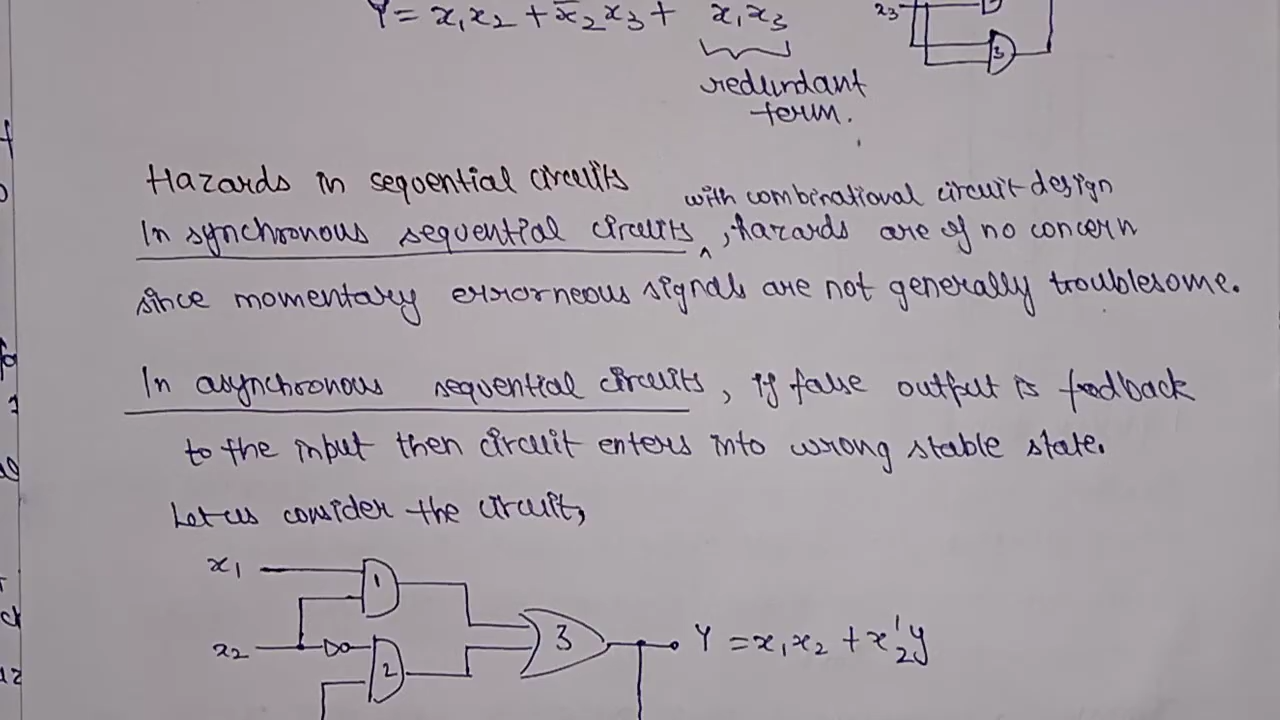 Y = x₁x₂ + x̅₂x₃ + x₁x₃
x₃
3
redundant
term.
Hazards in sequential circuits
with combinational circuit design
In synchronous sequential circuits ^ , hazards are of no concern
since momentary errorneous signals are not generally troublesome.
In asynchronous sequential circuits, if false output is feedback
to the input then circuit enters into wrong stable state.
Let us consider the circuit,
x₁
1
x₂
2
3
Y = x₁x₂ + x₂'y